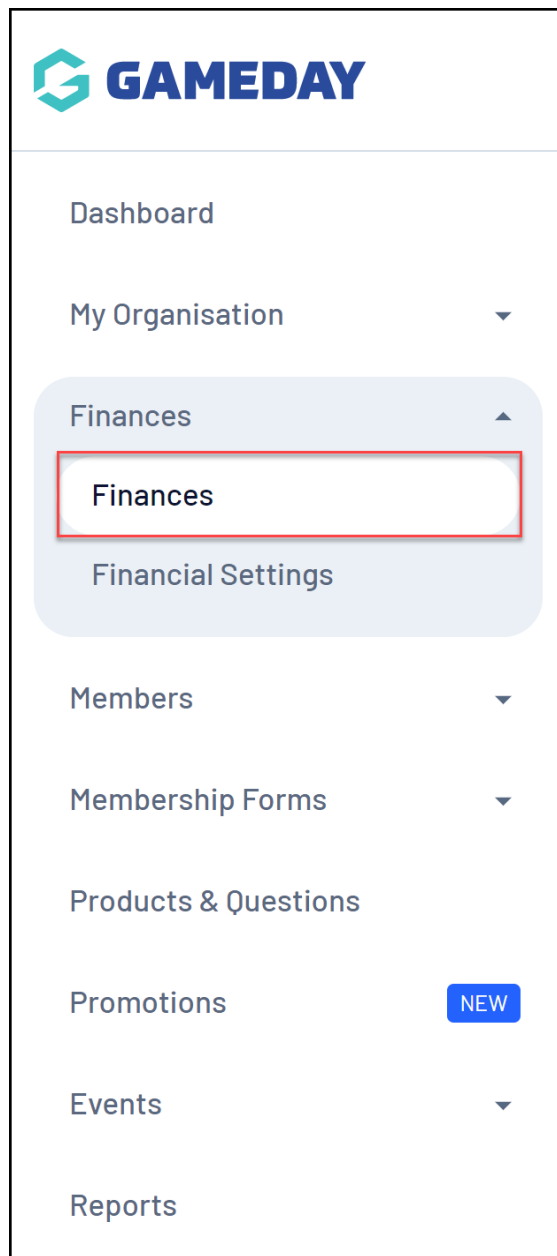 GAMEDAY
Dashboard
My Organisation
Finances
Finances
Financial Settings
Members
Membership Forms
Products & Questions
Promotions NEW
Events
Reports